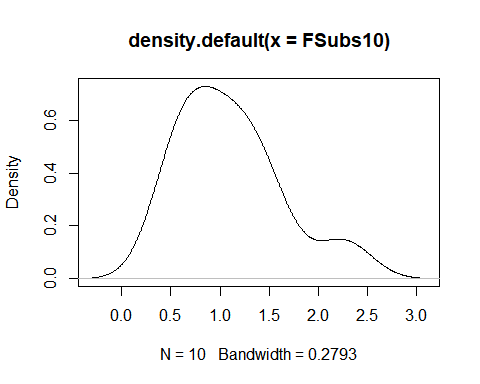 density.default(x = FSubs10)
Density
0.0 0.2 0.4 0.6
0.0 0.5 1.0 1.5 2.0 2.5 3.0
N = 10 Bandwidth = 0.2793